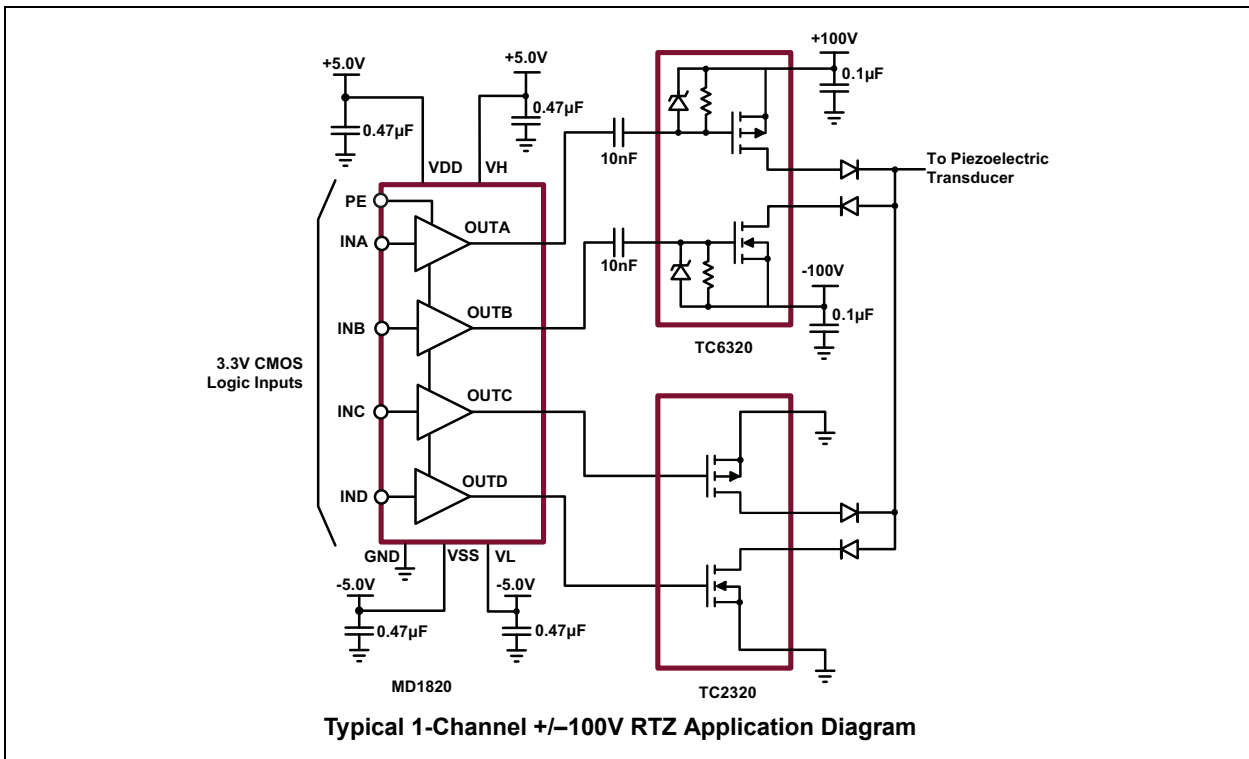 +5.0V
+5.0V
+100V
0.47µF
0.47µF
0.1µF
VDD
VH
10nF
To Piezoelectric
Transducer
PE
OUTA
INA
10nF
-100V
OUTB
INB
0.1µF
TC6320
3.3V CMOS
Logic Inputs
OUTC
INC
OUTD
IND
GND
VSS
VL
-5.0V
-5.0V
0.47µF
0.47µF
MD1820
TC2320
Typical 1-Channel +/–100V RTZ Application Diagram